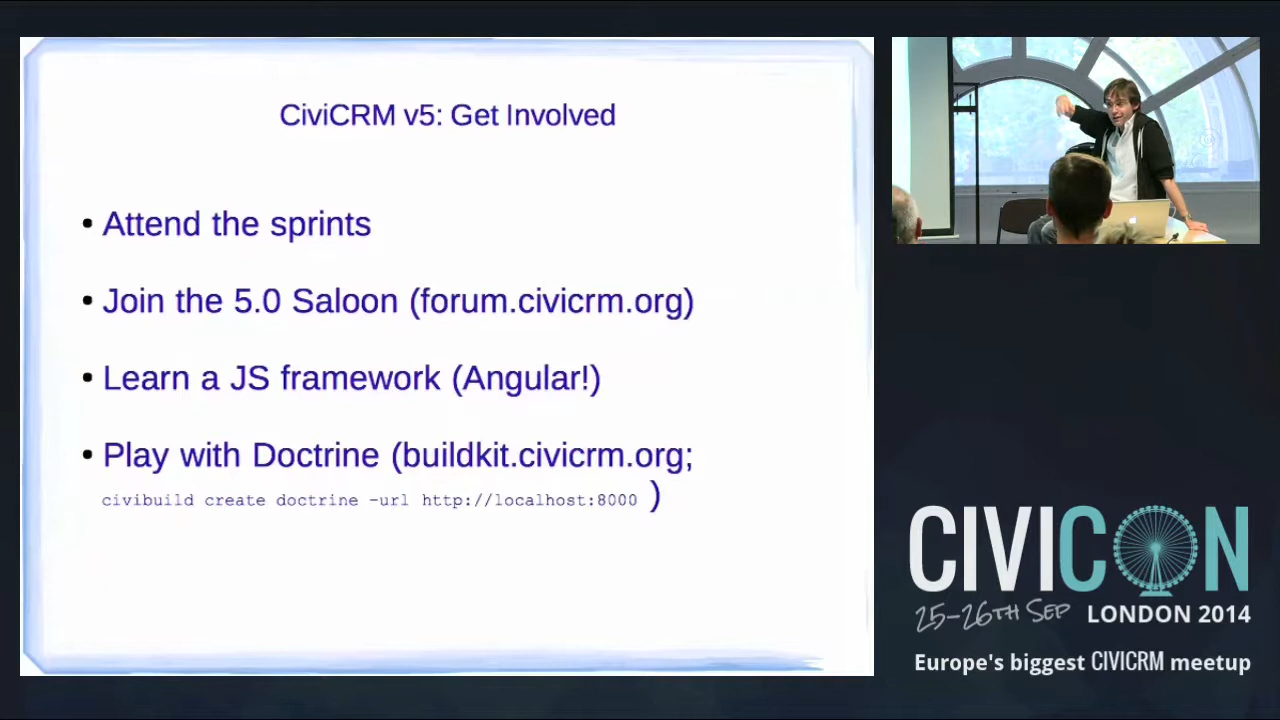 CiviCRM v5: Get Involved
• Attend the sprints
• Join the 5.0 Saloon (forum.civicrm.org)
• Learn a JS framework (Angular!)
• Play with Doctrine (buildkit.civicrm.org;
civibuild create doctrine -url http://localhost:8000 )
CIVICON
25-26TH SEP LONDON 2014
Europe's biggest CIVICRM meetup